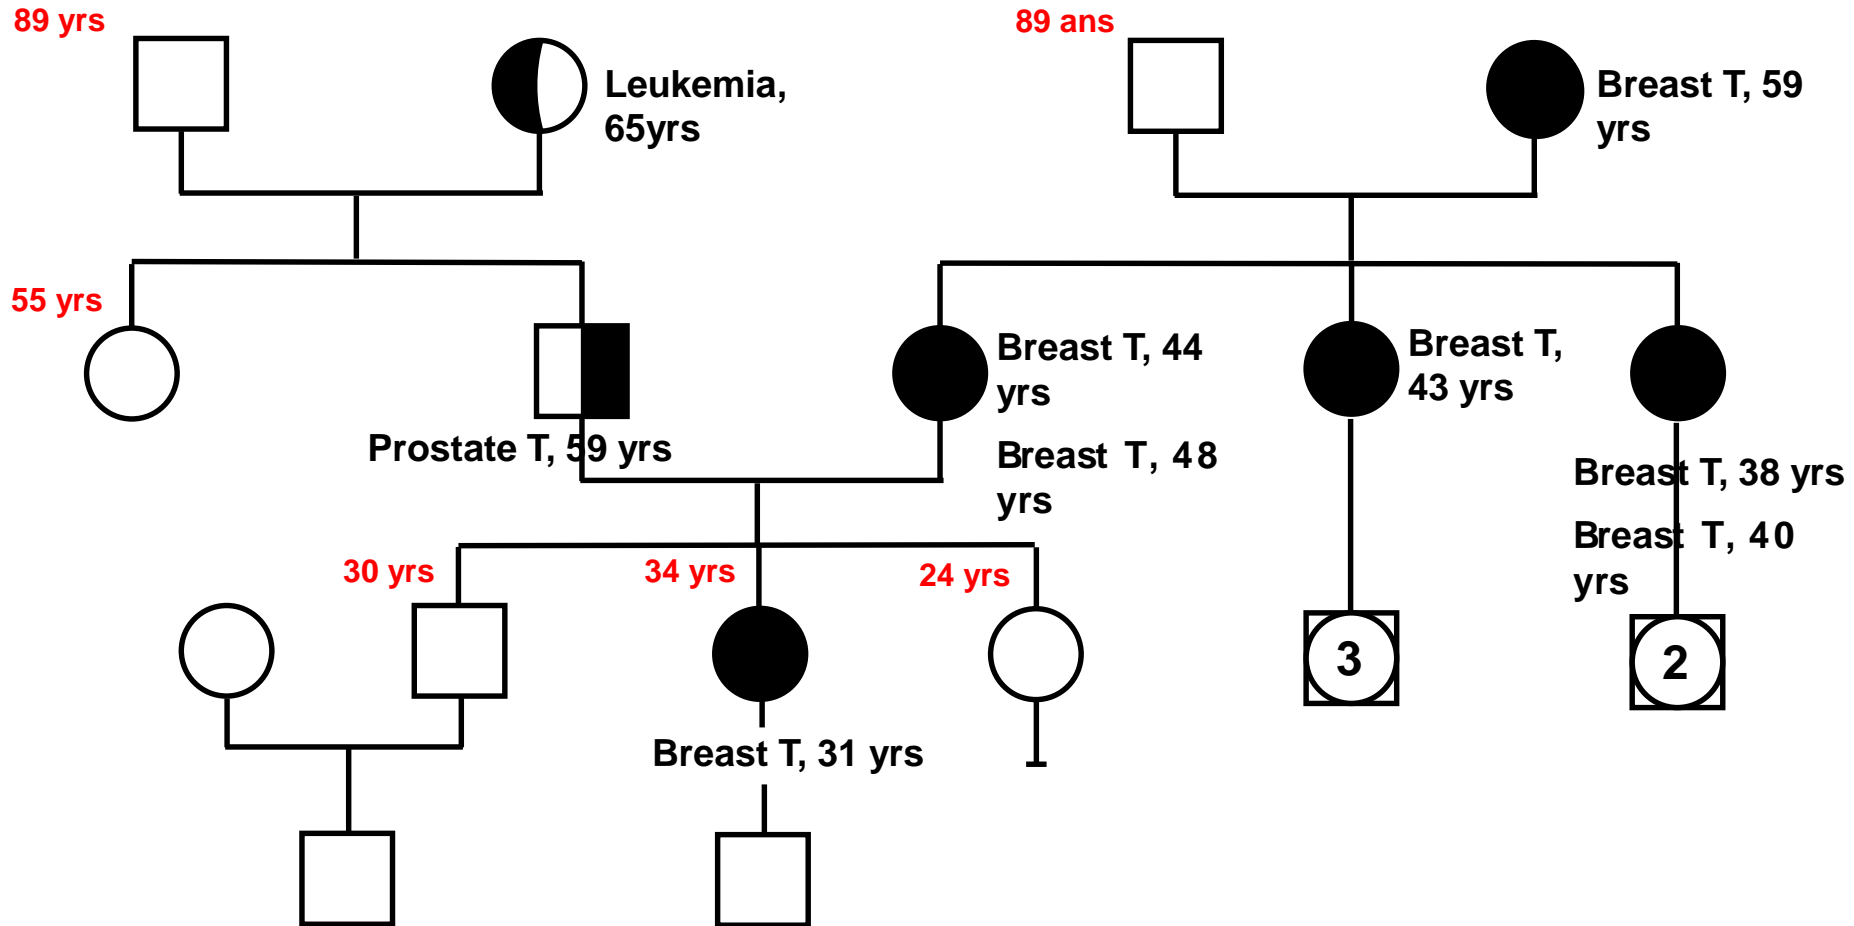 89 yrs
89 ans
Leukemia,
65yrs
Breast T, 59
yrs
55 yrs
Breast T, 44
yrs
Breast T,
43 yrs
Prostate T, 59 yrs
Breast T, 48
yrs
Breast T, 38 yrs
Breast T, 40
yrs
30 yrs
34 yrs
24 yrs
3
2
Breast T, 31 yrs